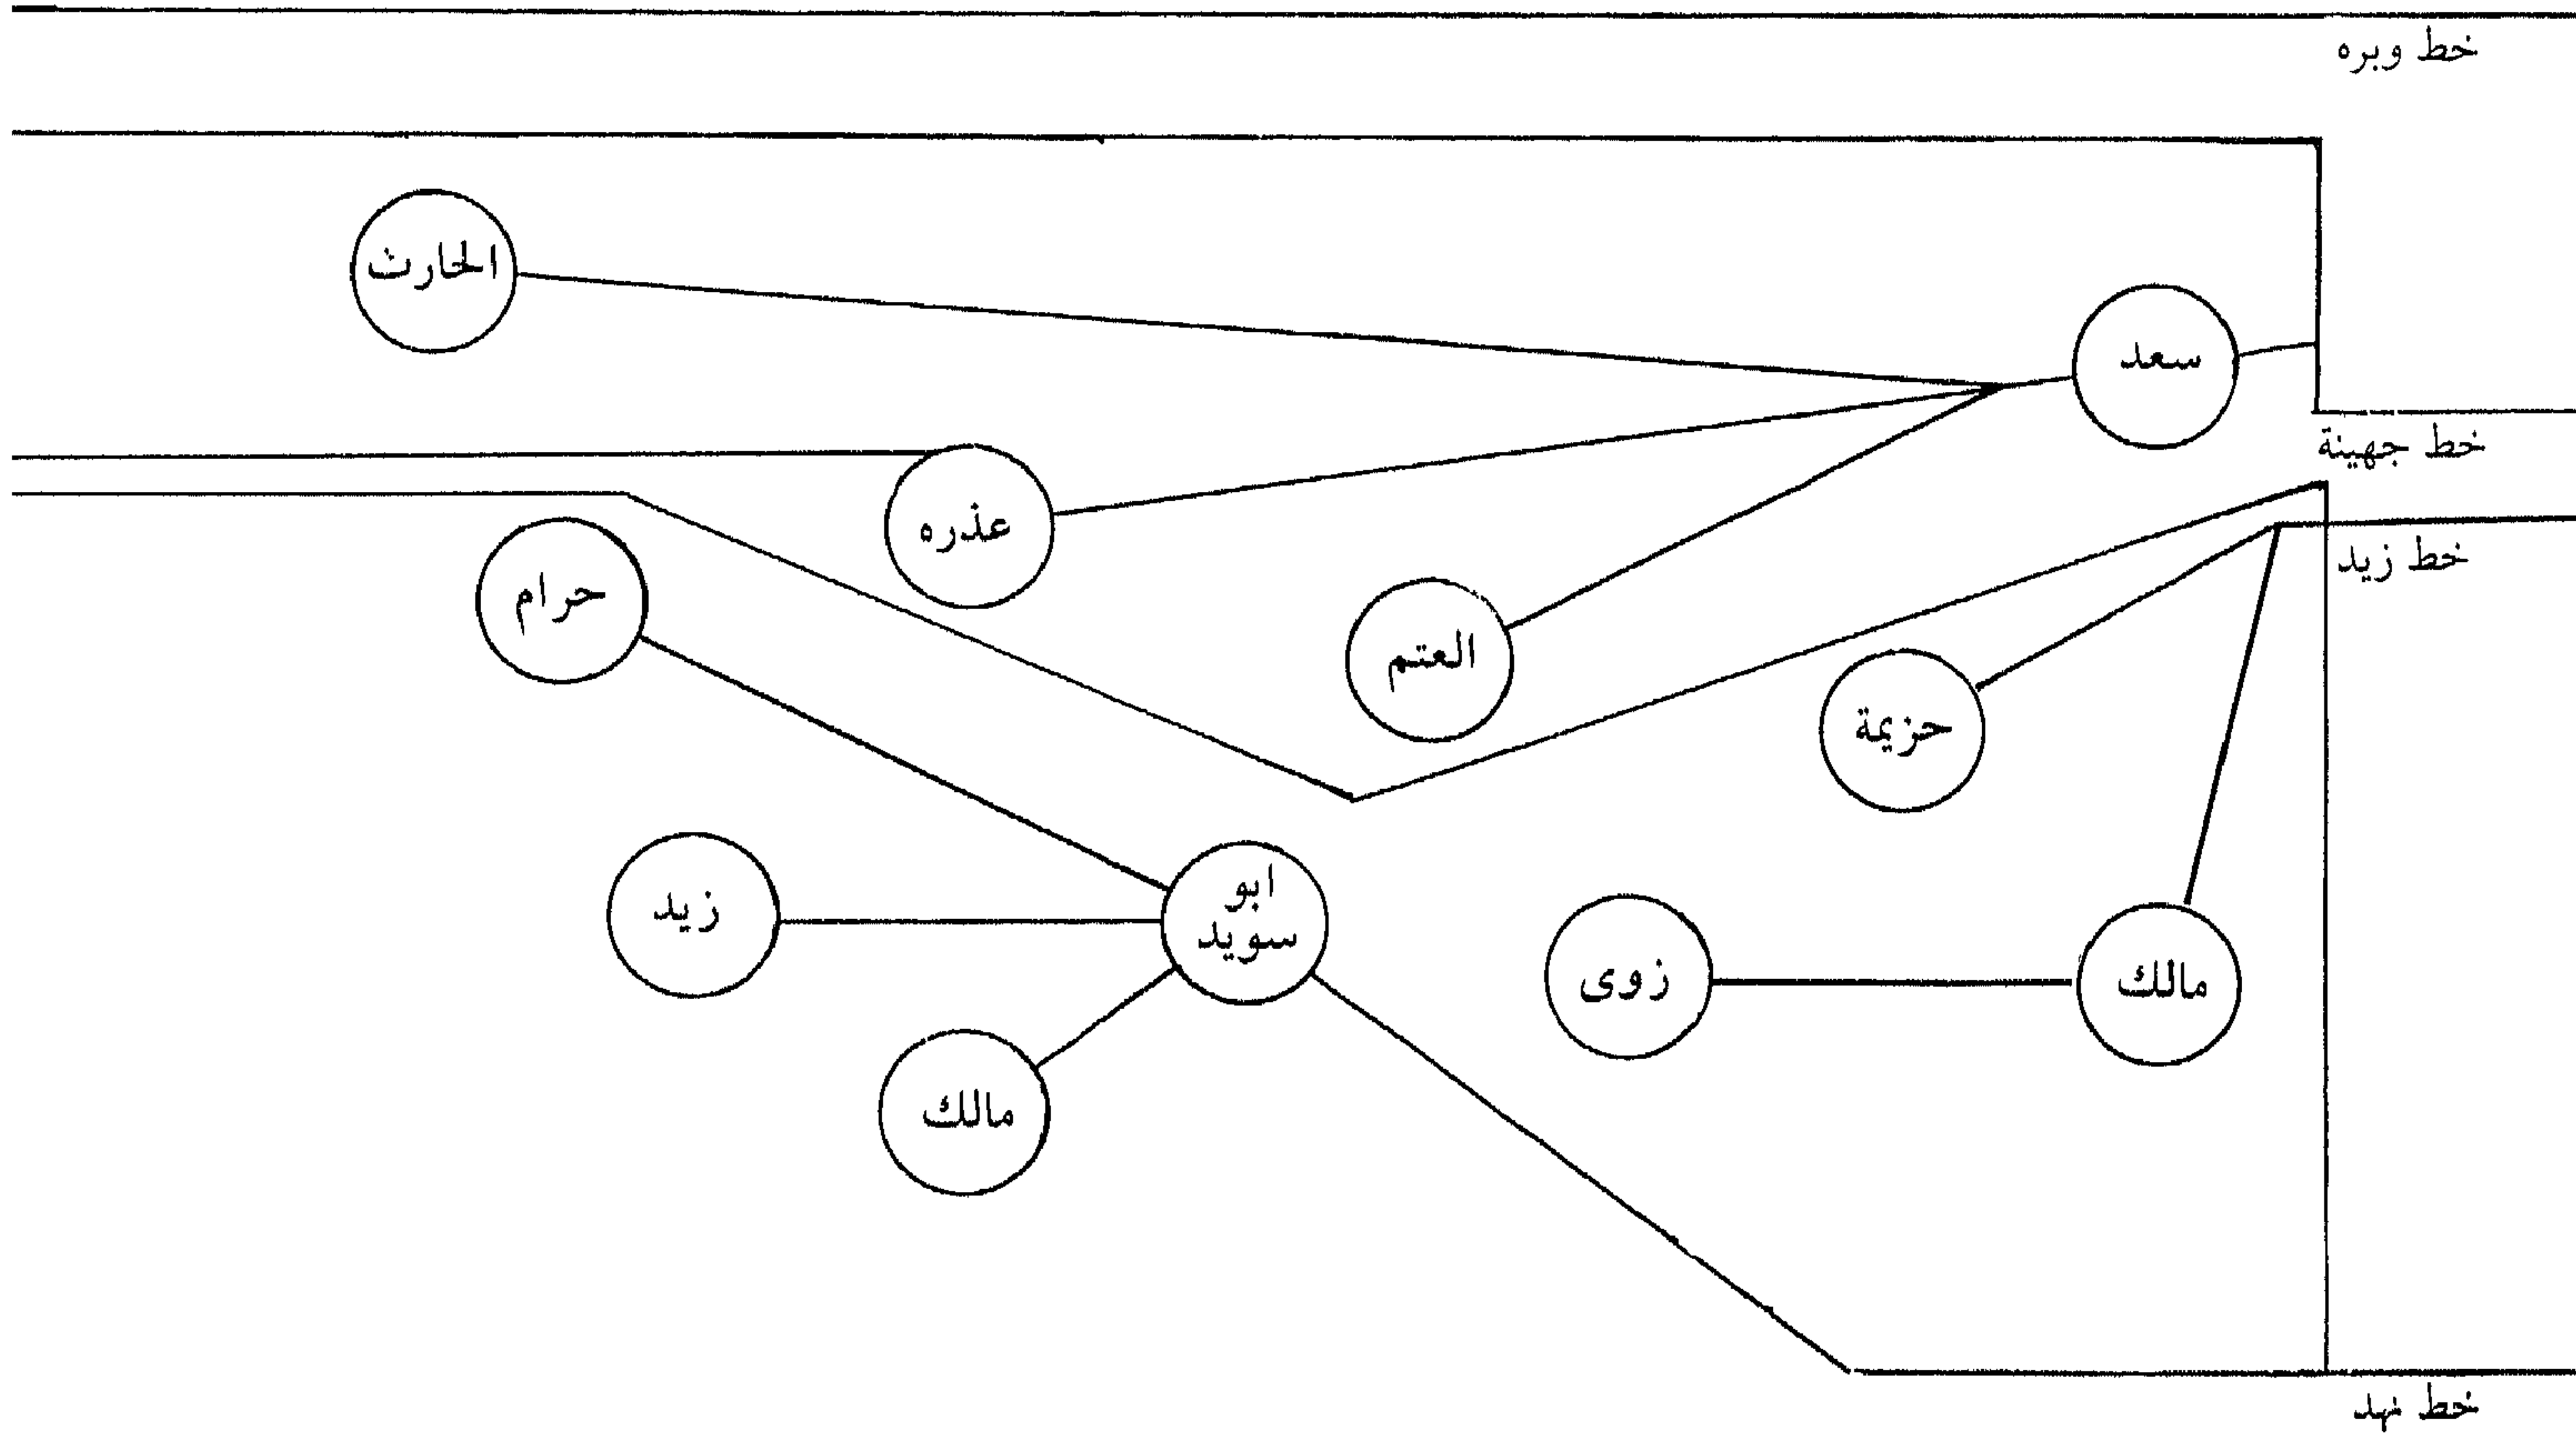 خط وبره
الحارث
سعد
خط جهينة
عذره
خط زيد
حرام
العتم
حزيمة
ابو
سويد
زيد
زوى
مالك
مالك
خط نهد